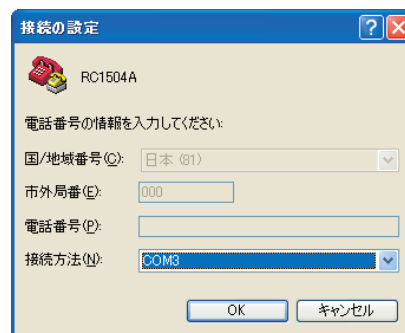 接続の設定
RC1504A
電話番号の情報を入力してください:
国/地域番号(C): 日本 (81)
市外局番(E): 000
電話番号(P):
接続方法(N): COM3
OK キャンセル